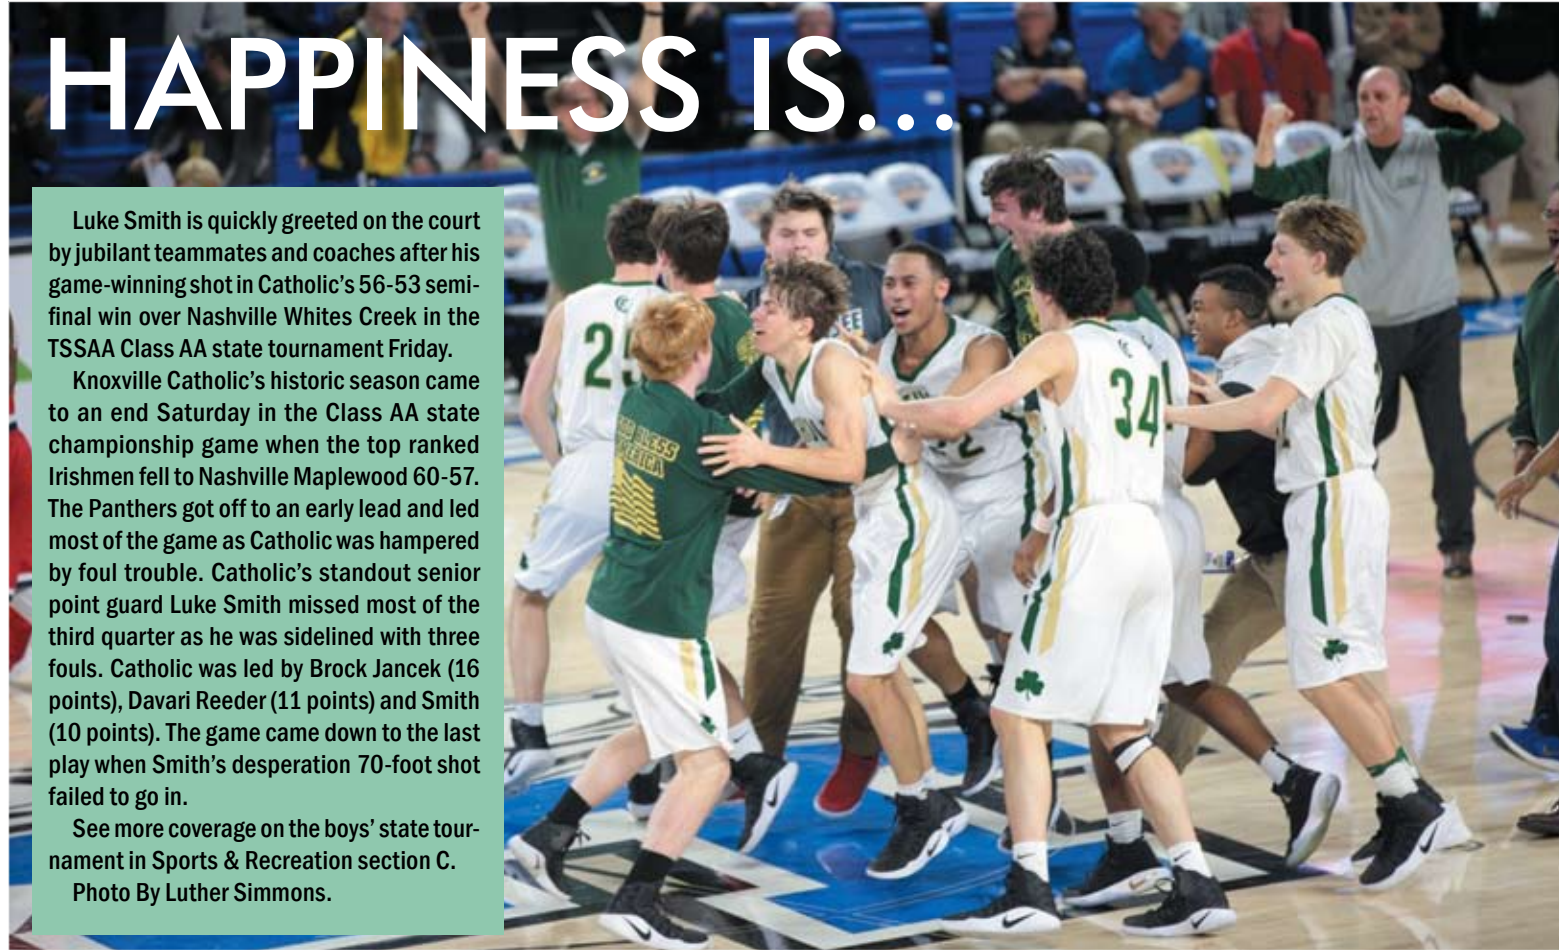 HAPPINESS IS...
Luke Smith is quickly greeted on the court
by jubilant teammates and coaches after his
game-winning shot in Catholic's 56-53 semi-
final win over Nashville Whites Creek in the
TSSAA Class AA state tournament Friday.
Knoxville Catholic's historic season came
to an end Saturday in the Class AA state
championship game when the top ranked
Irishmen fell to Nashville Maplewood 60-57.
The Panthers got off to an early lead and led
most of the game as Catholic was hampered
by foul trouble. Catholic's standout senior
point guard Luke Smith missed most of the
third quarter as he was sidelined with three
fouls. Catholic was led by Brock Jancek (16
points), Davari Reeder (11 points) and Smith
(10 points). The game came down to the last
play when Smith's desperation 70-foot shot
failed to go in.
See more coverage on the boys' state tour-
nament in Sports & Recreation section C.
Photo By Luther Simmons.
25
BLESS
34